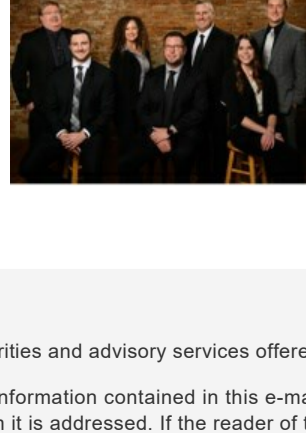 rities and advisory services offere
nformation contained in this e-ma
n it is addressed. If the reader of t